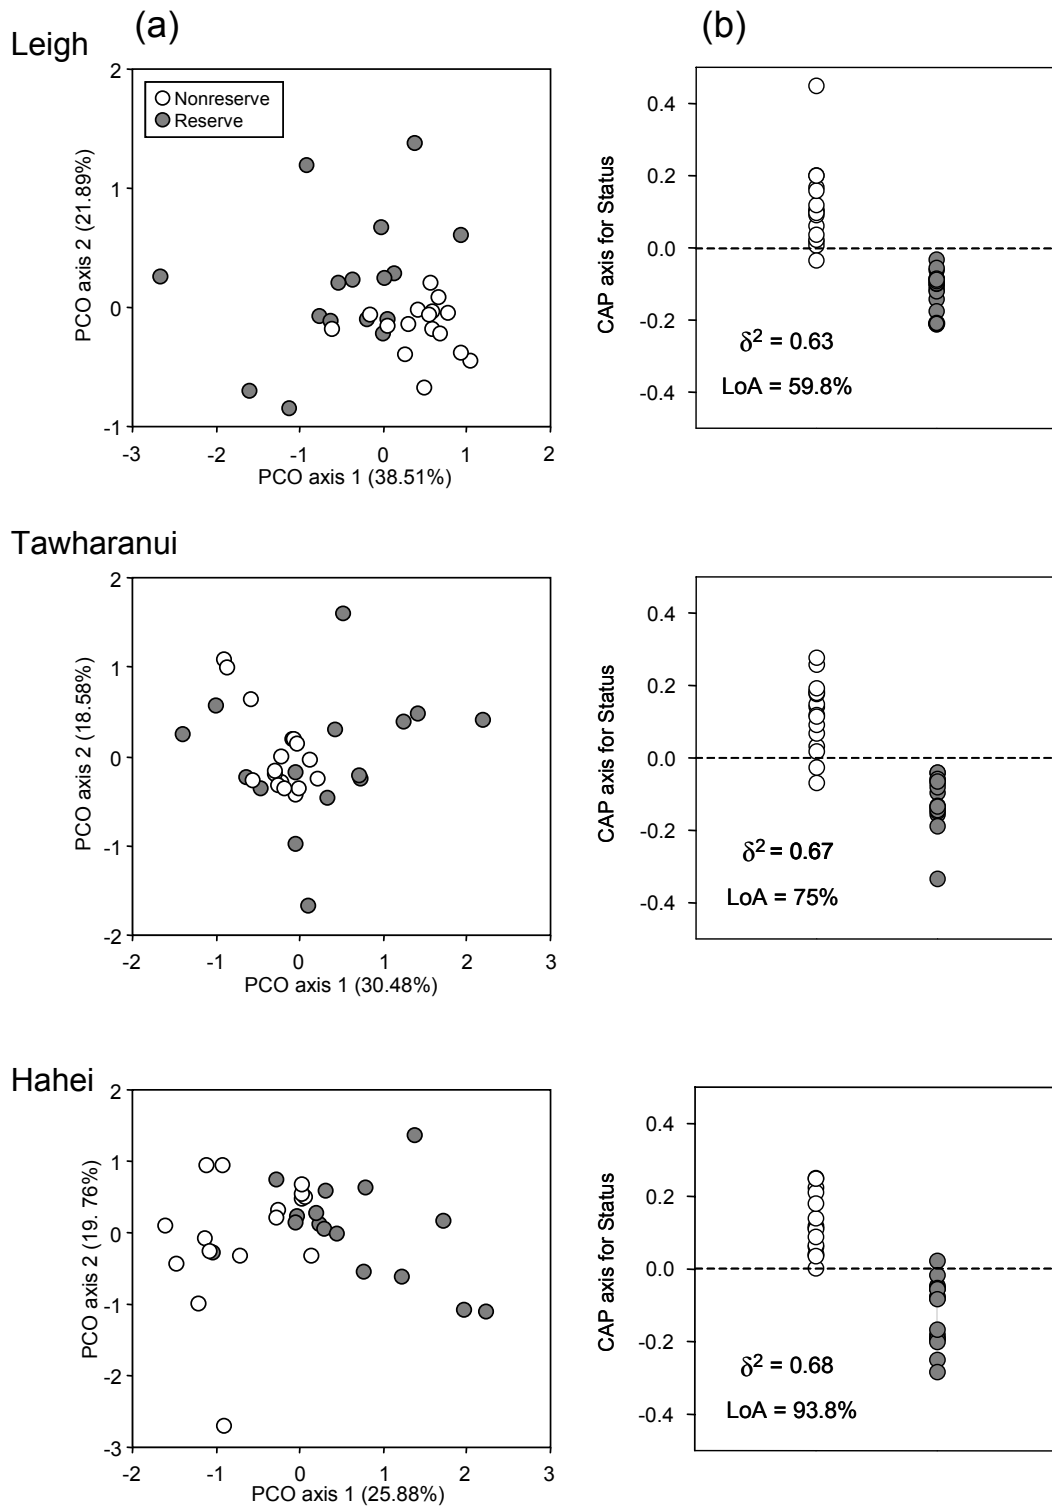 (a)
(b)
Leigh
Nonreserve
Reserve
2
1
0
-1
PCO axis 2 (21.89%)
-3
-2
-1
0
1
2
PCO axis 1 (38.51%)
0.4
0.2
0.0
-0.2
-0.4
CAP axis for Status
δ² = 0.63
LoA = 59.8%
Tawharanui
2
1
0
-1
-2
PCO axis 2 (18.58%)
-2
-1
0
1
2
3
PCO axis 1 (30.48%)
0.4
0.2
0.0
-0.2
-0.4
CAP axis for Status
δ² = 0.67
LoA = 75%
Hahei
2
1
0
-1
-2
-3
PCO axis 2 (19. 76%)
-2
-1
0
1
2
3
PCO axis 1 (25.88%)
0.4
0.2
0.0
-0.2
-0.4
CAP axis for Status
δ² = 0.68
LoA = 93.8%